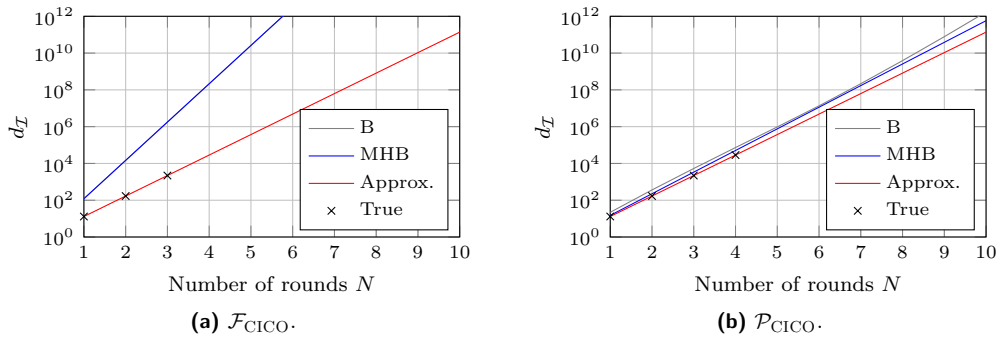 10^12
10^10
10^8
10^6
10^4
10^2
10^0
d_ℐ
1 2 3 4 5 6 7 8 9 10
Number of rounds N
B
MHB
Approx.
True
(a) ℱ_CICO.
10^12
10^10
10^8
10^6
10^4
10^2
10^0
d_ℐ
1 2 3 4 5 6 7 8 9 10
Number of rounds N
B
MHB
Approx.
True
(b) 𝒫_CICO.